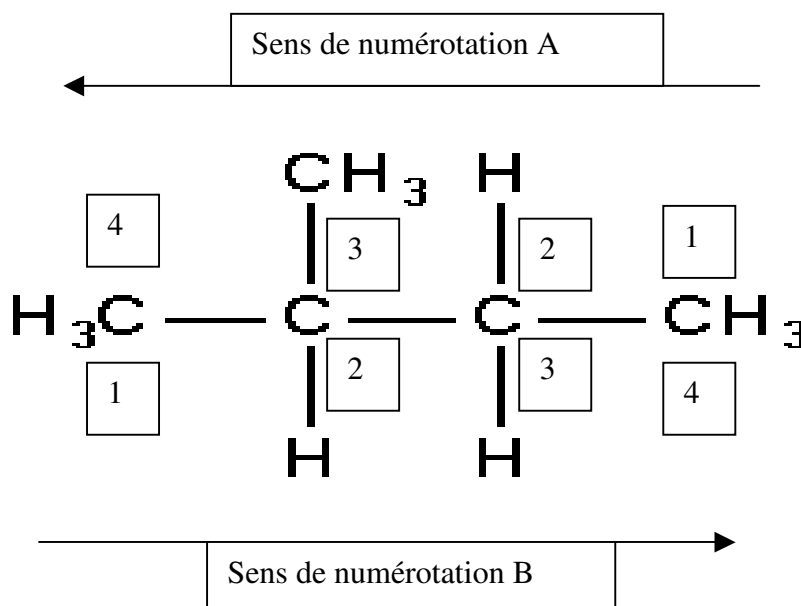 Sens de numérotation A
CH3 H
4 3 2 1
H3C C C CH3
1 2 3 4
H H
Sens de numérotation B